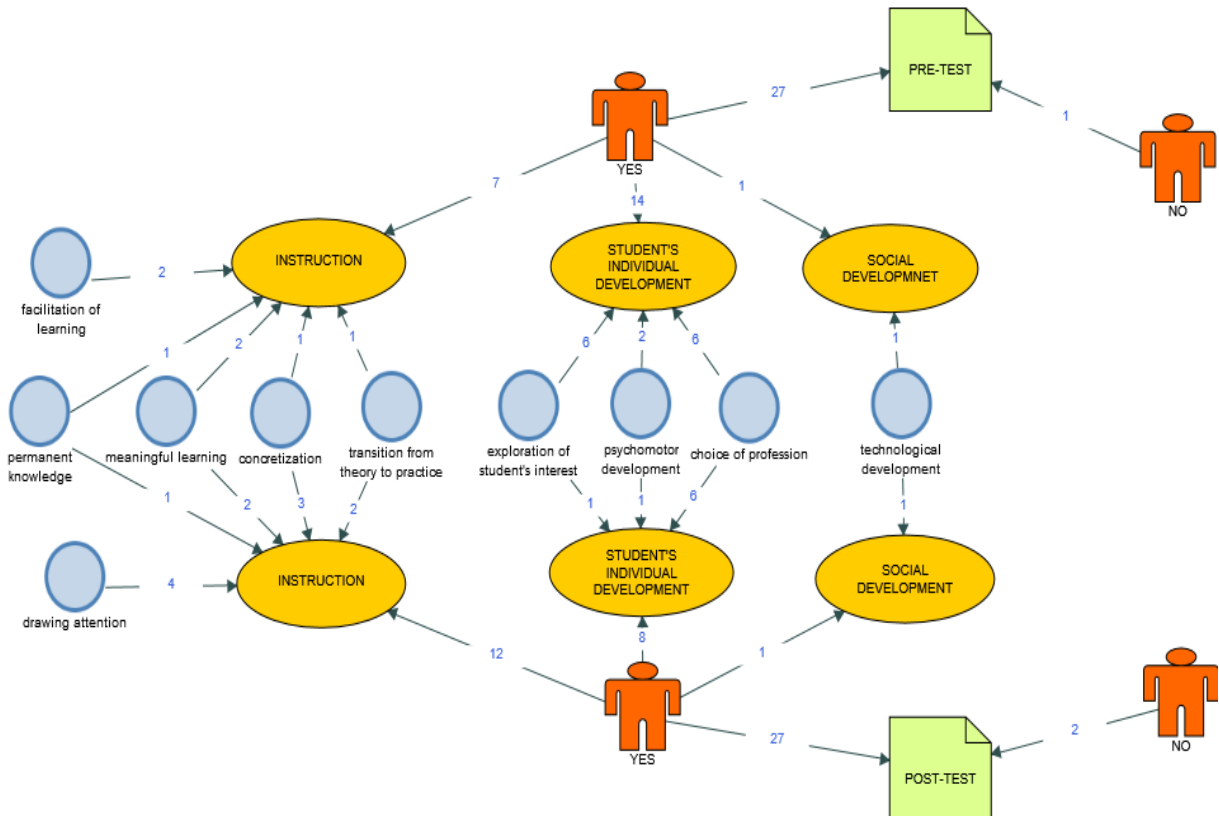 PRE-TEST
27
1
YES
NO
7
14
1
INSTRUCTION
STUDENT'S
INDIVIDUAL
DEVELOPMENT
SOCIAL
DEVELOPMNET
2
facilitation of
learning
1
2
1
1
6
2
6
1
permanent
knowledge
meaningful learning
concretization
transition from
theory to practice
exploration of
student's interest
psychomotor
development
choice of profession
technological
development
1
2
3
2
1
1
6
1
INSTRUCTION
STUDENT'S
INDIVIDUAL
DEVELOPMENT
SOCIAL
DEVELOPMENT
4
drawing attention
12
8
1
YES
27
2
NO
POST-TEST